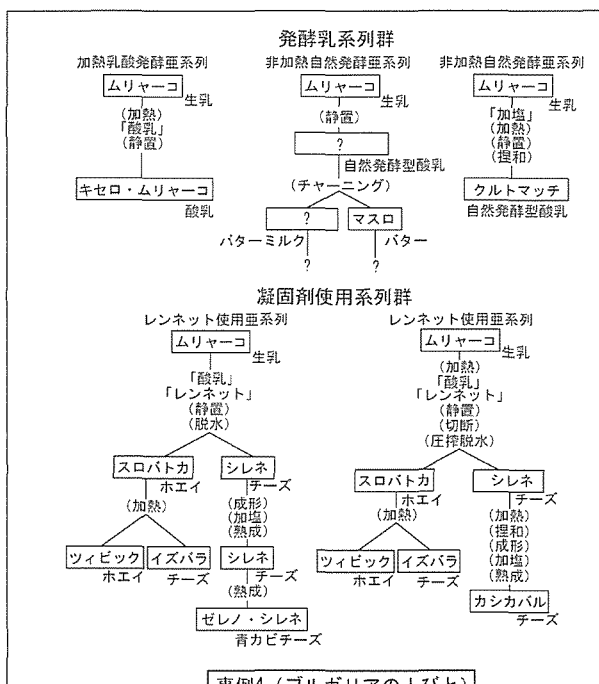 発酵乳系列群
加熱乳酸発酵亜系列
ムリャーコ
生乳
(加熱)
「酸乳」
(静置)
キセロ・ムリャーコ
酸乳
非加熱自然発酵亜系列
ムリャーコ
生乳
(静置)
?
自然発酵型酸乳
(チャーニング)
?
マスロ
バターミルク
バター
?
?
非加熱自然発酵亜系列
ムリャーコ
生乳
「加塩」
(加熱)
(静置)
(捏和)
クルトマッチ
自然発酵型酸乳
凝固剤使用系列群
レンネット使用亜系列
ムリャーコ
生乳
「酸乳」
「レンネット」
(静置)
(脱水)
スロバトカ
ホエイ
シレネ
チーズ
(加熱)
ツィビック
ホエイ
イズバラ
チーズ
(成形)
(加塩)
(熟成)
シレネ
チーズ
(熟成)
ゼレノ・シレネ
青カビチーズ
レンネット使用亜系列
ムリャーコ
生乳
(加熱)
「酸乳」
「レンネット」
(静置)
(切断)
(圧搾脱水)
スロバトカ
ホエイ
シレネ
チーズ
(加熱)
ツィビック
ホエイ
イズバラ
チーズ
(加熱)
(捏和)
(成形)
(加塩)
(熟成)
カシカバル
チーズ
事例4 (ブルガリアの人びと)